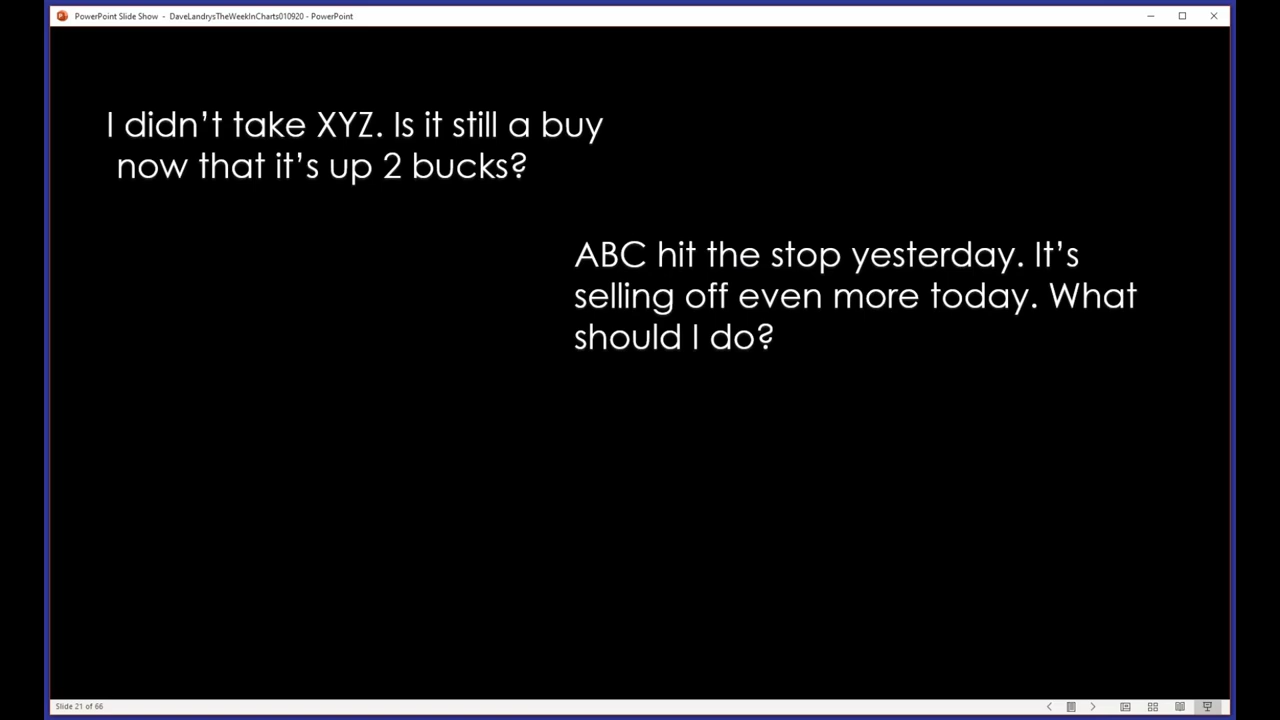 PowerPoint Slide Show - DaveLandrysTheWeekInCharts010920 - PowerPoint
I didn’t take XYZ. Is it still a buy
now that it’s up 2 bucks?
ABC hit the stop yesterday. It’s
selling off even more today. What
should I do?
Slide 21 of 66